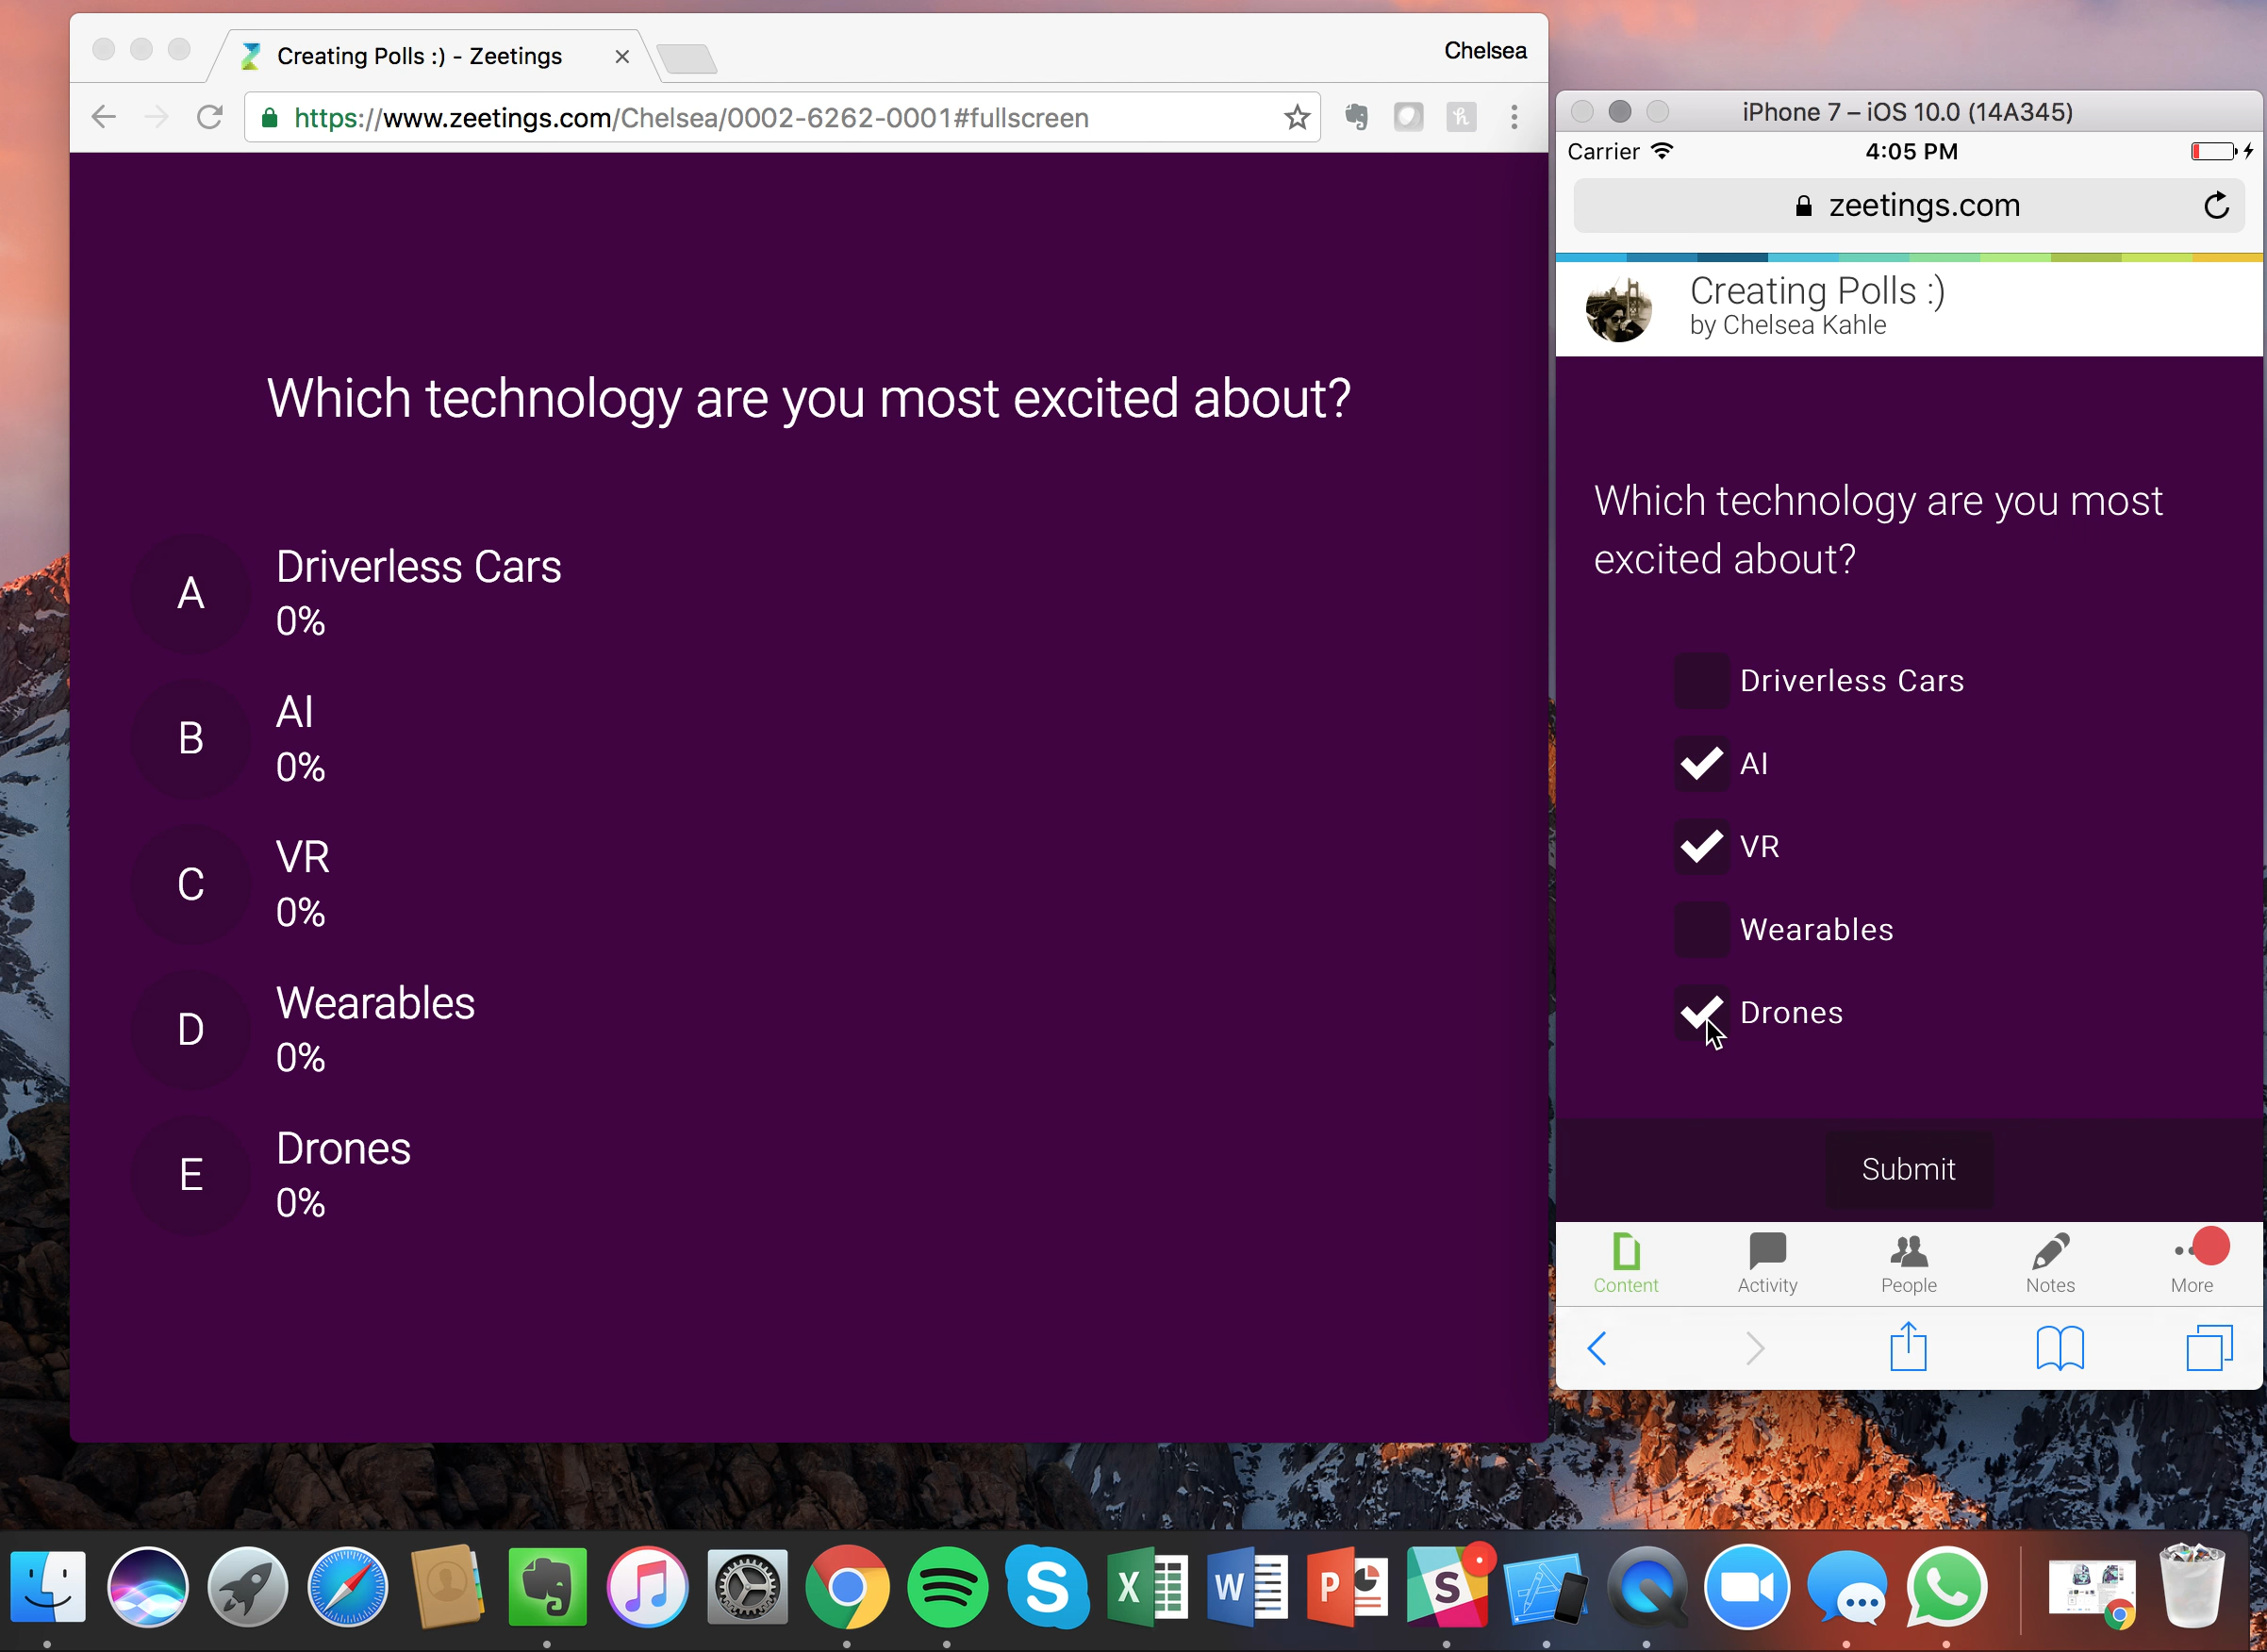 Creating Polls :) - Zeetings
Chelsea
https://www.zeetings.com/Chelsea/0002-6262-0001#fullscreen
Which technology are you most excited about?
A
Driverless Cars
0%
B
AI
0%
C
VR
0%
D
Wearables
0%
E
Drones
0%
iPhone 7 – iOS 10.0 (14A345)
Carrier
4:05 PM
zeetings.com
Creating Polls :)
by Chelsea Kahle
Which technology are you most
excited about?
Driverless Cars
AI
VR
Wearables
Drones
Submit
Content
Activity
People
Notes
More
S
X
W
P
S